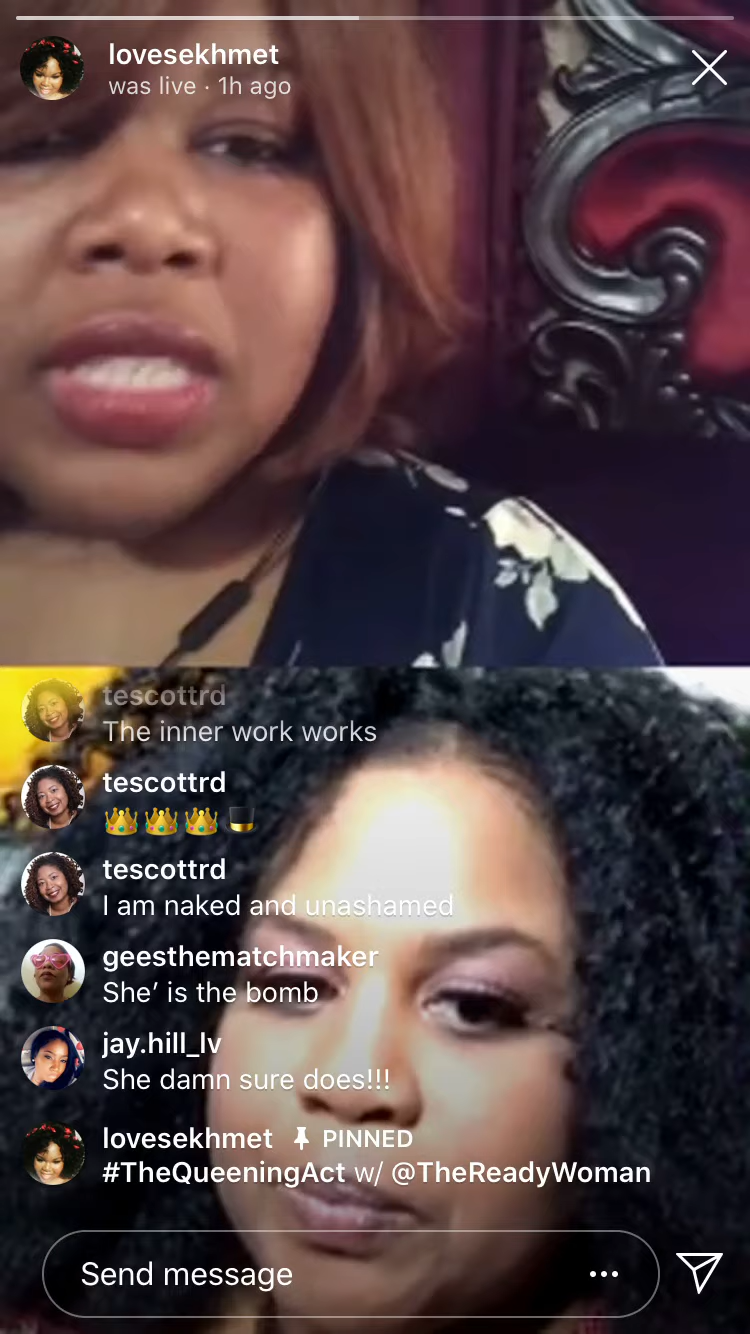 lovesekhmet
was live · 1h ago
tescottrd
The inner work works
tescottrd
👑👑👑🎩
tescottrd
I am naked and unashamed
geesthematchmaker
She’ is the bomb
jay.hill_lv
She damn sure does!!!
lovesekhmet 📌 PINNED
#TheQueeningAct w/ @TheReadyWoman
Send message